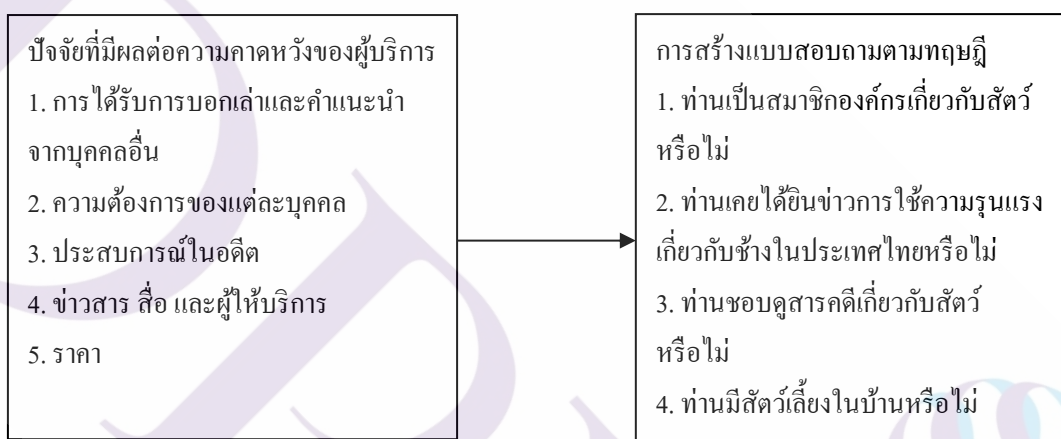 ปัจจัยที่มีผลต่อความคาดหวังของผู้บริการ
1. การได้รับการบอกเล่าและคำแนะนำ
จากบุคคลอื่น
2. ความต้องการของแต่ละบุคคล
3. ประสบการณ์ในอดีต
4. ข่าวสาร สื่อ และผู้ให้บริการ
5. ราคา
การสร้างแบบสอบถามตามทฤษฎี
1. ท่านเป็นสมาชิกองค์กรเกี่ยวกับสัตว์
หรือไม่
2. ท่านเคยได้ยินข่าวการใช้ความรุนแรง
เกี่ยวกับช้างในประเทศไทยหรือไม่
3. ท่านชอบดูสารคดีเกี่ยวกับสัตว์
หรือไม่
4. ท่านมีสัตว์เลี้ยงในบ้านหรือไม่